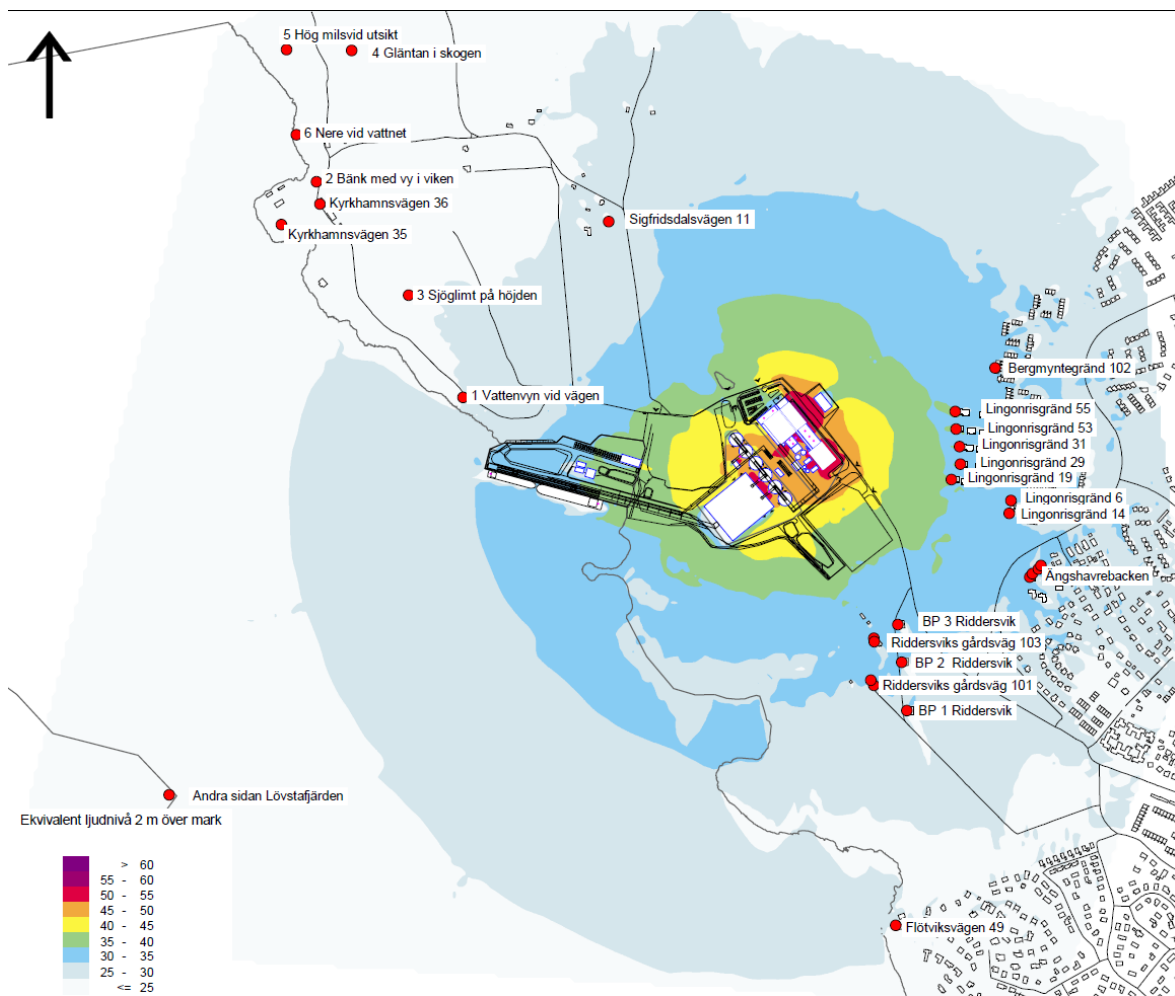 5 Hög milsvid utsikt
4 Gläntan i skogen
6 Nere vid vattnet
2 Bänk med vy i viken
Kyrkhamnsvägen 36
Kyrkhamnsvägen 35
Sigfridsdalsvägen 11
3 Sjöglimt på höjden
Bergmyntegränd 102
1 Vattenvyn vid vägen
Lingonrisgränd 55
Lingonrisgränd 53
Lingonrisgränd 31
Lingonrisgränd 29
Lingonrisgränd 19
Lingonrisgränd 6
Lingonrisgränd 14
Ängshavrebacken
BP 3 Riddersvik
Riddersviks gårdsväg 103
BP 2 Riddersvik
Riddersviks gårdsväg 101
BP 1 Riddersvik
Andra sidan Lövstafjärden
Flötviksvägen 49
Ekvivalent ljudnivå 2 m över mark
> 60
55 - 60
50 - 55
45 - 50
40 - 45
35 - 40
30 - 35
25 - 30
<= 25